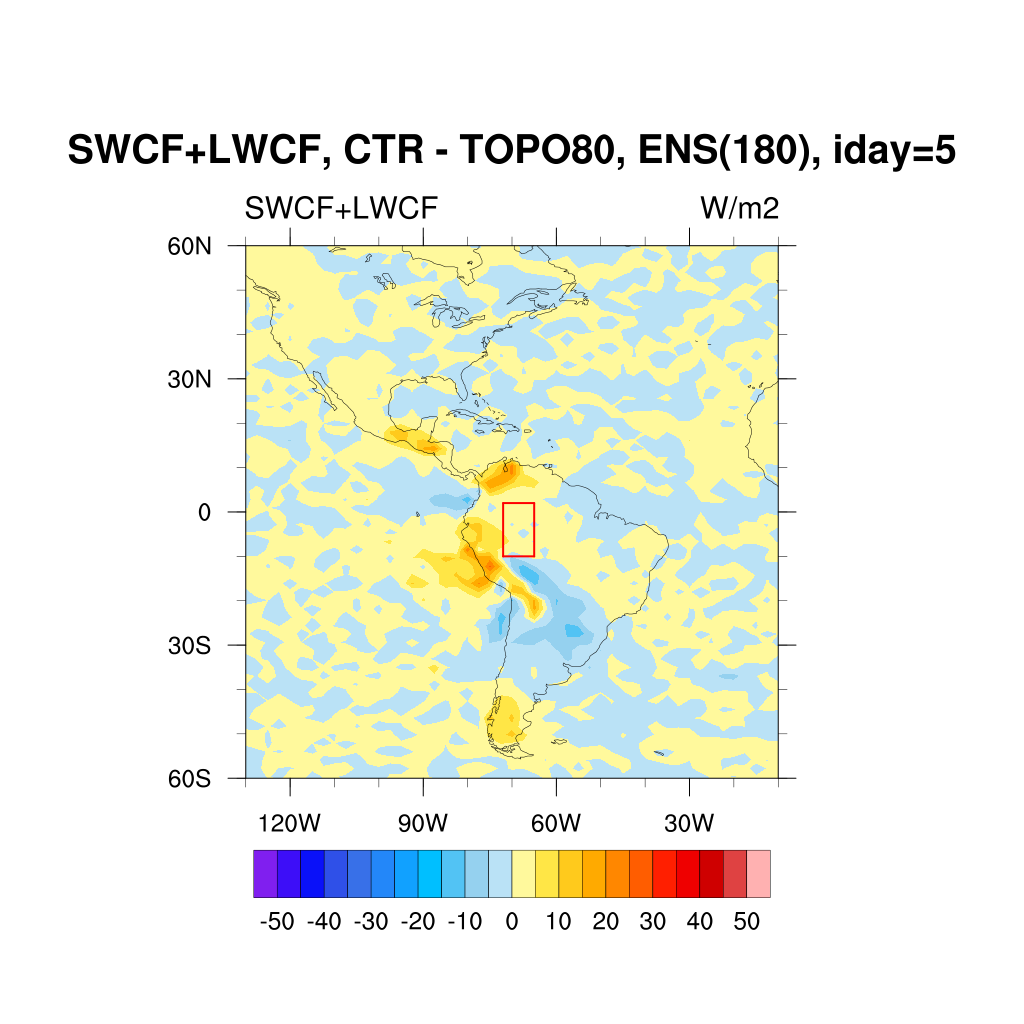 SWCF+LWCF, CTR - TOPO80, ENS(180), iday=5
SWCF+LWCF W/m2
60N
30N
0
30S
60S
120W 90W 60W 30W
-50 -40 -30 -20 -10 0 10 20 30 40 50